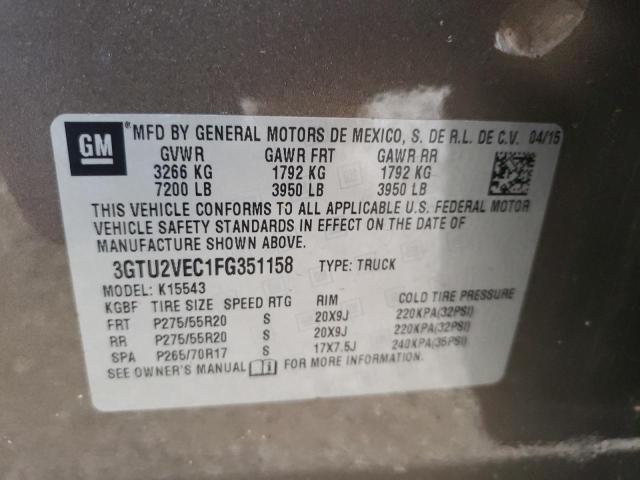 GM ® MFD BY GENERAL MOTORS DE MEXICO, S. DE R.L. DE C.V. 04/15
GVWR GAWR FRT GAWR RR
3266 KG 1792 KG 1792 KG
7200 LB 3950 LB 3950 LB
THIS VEHICLE CONFORMS TO ALL APPLICABLE U.S. FEDERAL MOTOR
VEHICLE SAFETY STANDARDS IN EFFECT ON THE DATE OF
MANUFACTURE SHOWN ABOVE.
3GTU2VEC1FG351158 TYPE: TRUCK
MODEL: K15543
KGBF TIRE SIZE SPEED RTG RIM COLD TIRE PRESSURE
FRT P275/55R20 S 20X9J 220KPA(32PSI)
RR P275/55R20 S 20X9J 220KPA(32PSI)
SPA P265/70R17 S 17X7.5J 240KPA(35PSI)
SEE OWNER'S MANUAL FOR MORE INFORMATION.